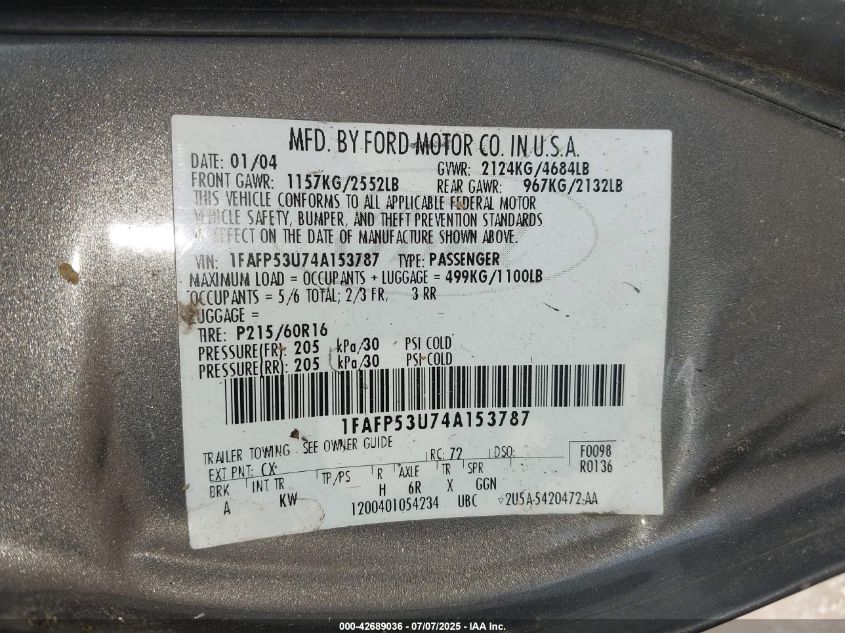 MFD. BY FORD MOTOR CO. IN U.S.A.
DATE: 01/04 GVWR: 2124KG/4684LB
FRONT GAWR: 1157KG/2552LB REAR GAWR: 967KG/2132LB
THIS VEHICLE CONFORMS TO ALL APPLICABLE FEDERAL MOTOR
VEHICLE SAFETY, BUMPER, AND THEFT PREVENTION STANDARDS
IN EFFECT ON THE DATE OF MANUFACTURE SHOWN ABOVE.
VIN: 1FAFP53U74A153787 TYPE: PASSENGER
MAXIMUM LOAD = OCCUPANTS + LUGGAGE = 499KG/1100LB
OCCUPANTS = 5/6 TOTAL; 2/3 FR, 3 RR
LUGGAGE =
TIRE: P215/60R16
PRESSURE(FR): 205 kPa/30 PSI COLD
PRESSURE(RR): 205 kPa/30 PSI COLD
1FAFP53U74A153787
TRAILER TOWING - SEE OWNER GUIDE
EXT PNT: CX RC: 72 DSO: F0098
BRK INT TR TP/PS R AXLE TR SPR R0136
A KW H 6R X GGN
1200401054234 UBC ▽2U5A-5420472-AA
000-42689036 - 07/07/2025 - IAA Inc.